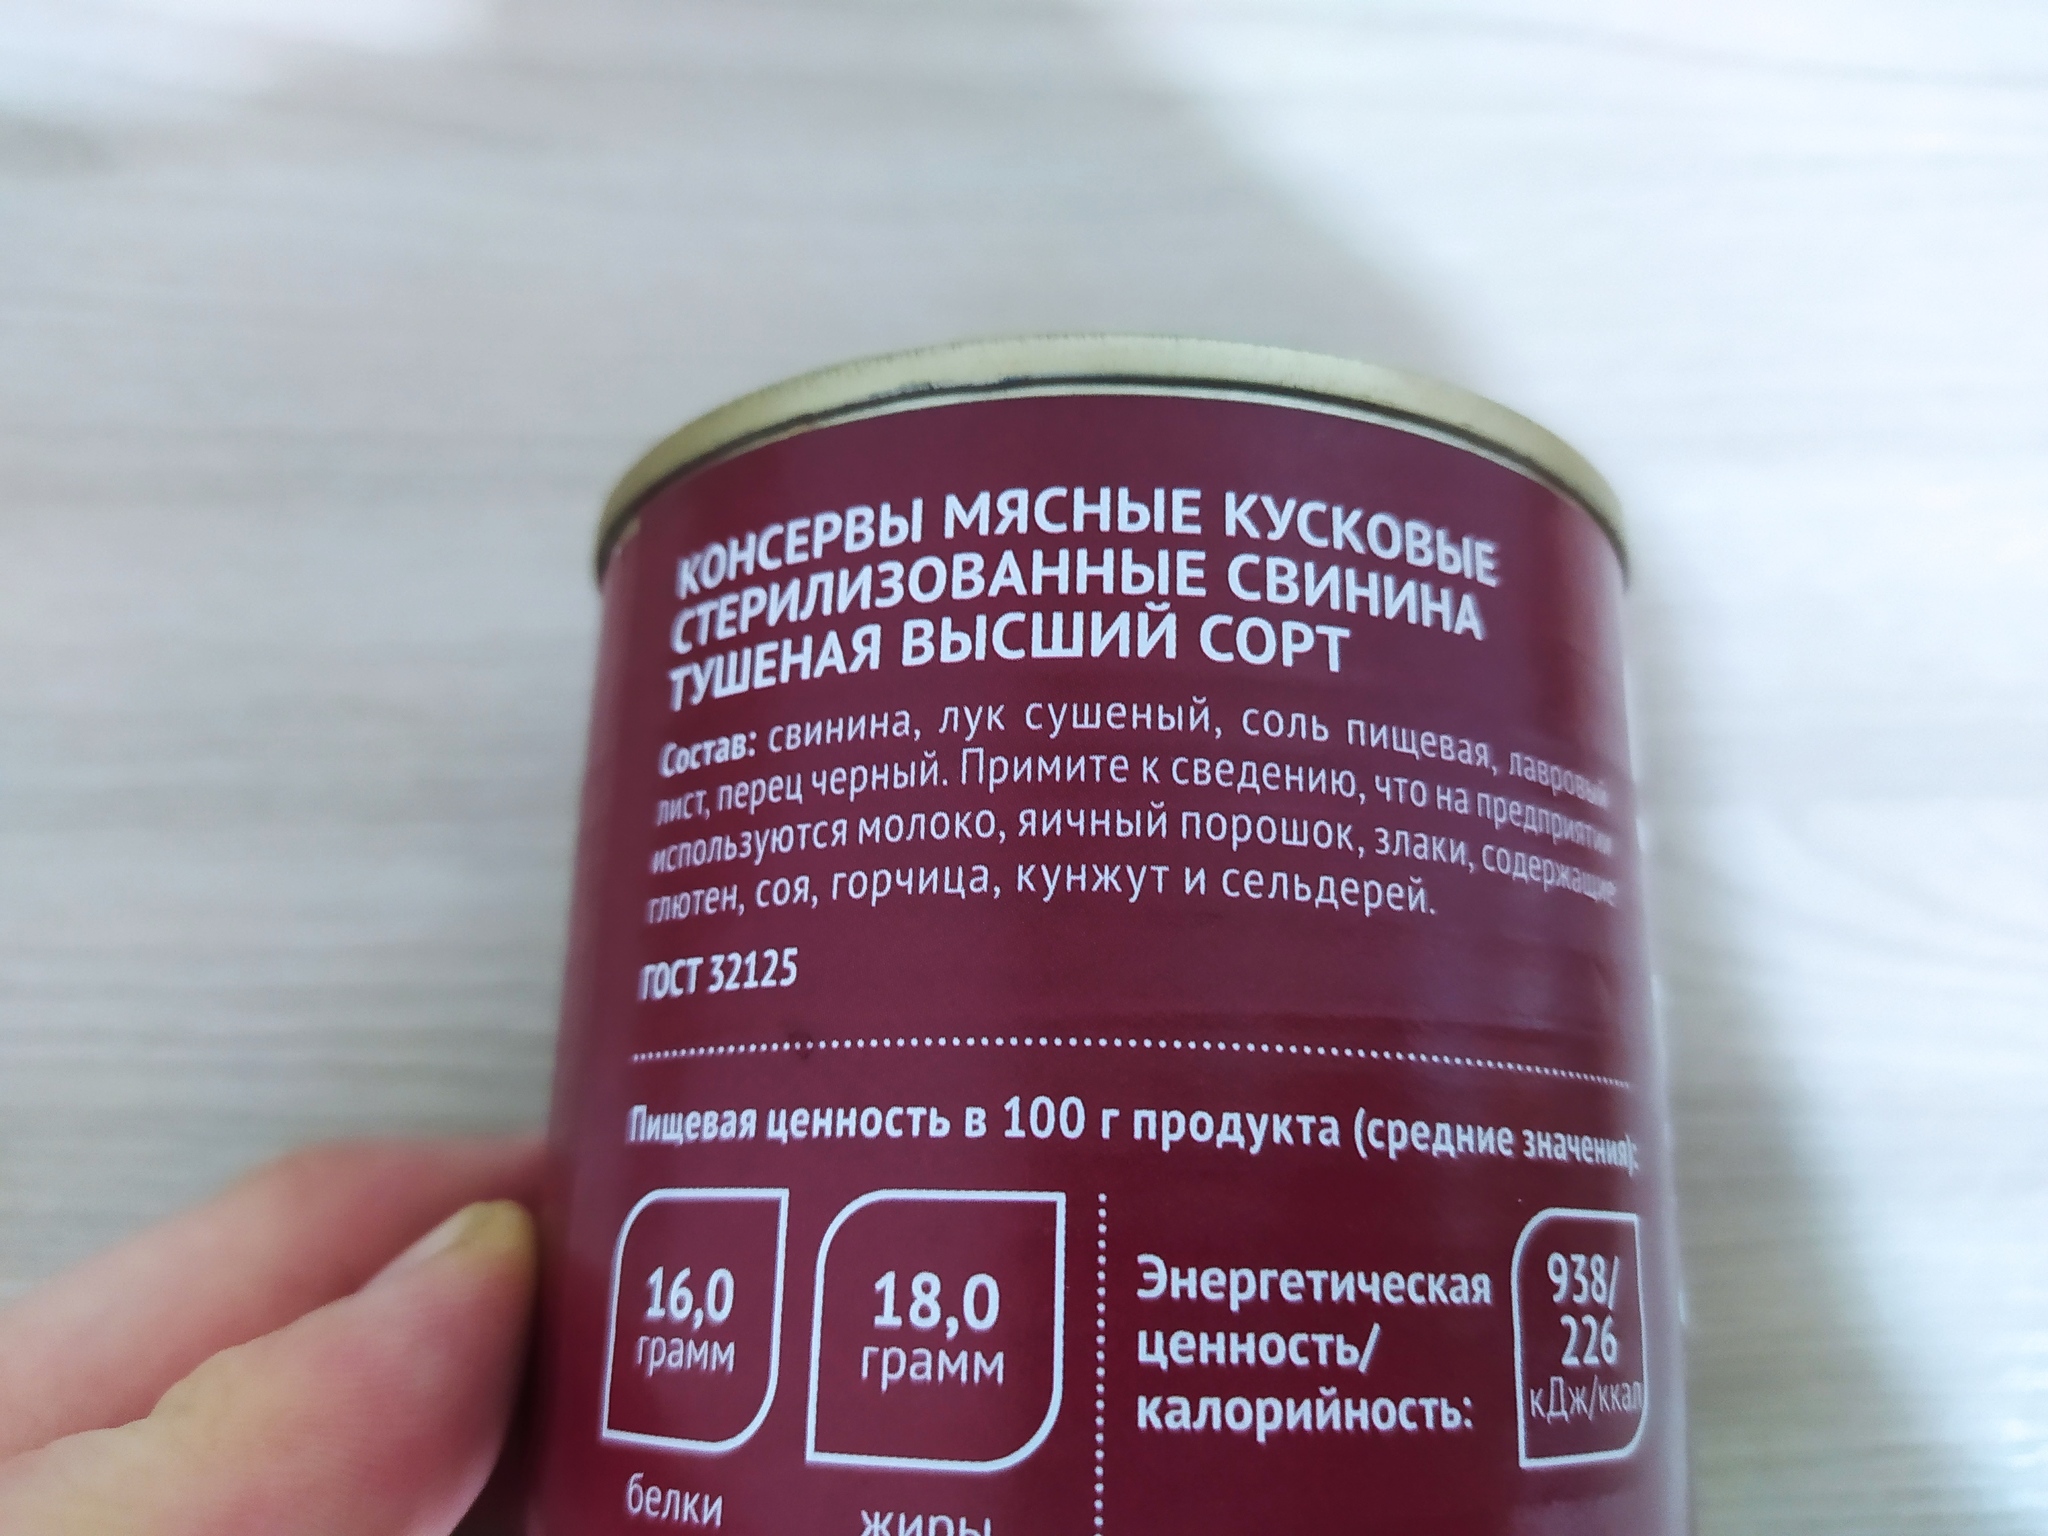 КОНСЕРВЫ МЯСНЫЕ КУСКОВЫЕ
СТЕРИЛИЗОВАННЫЕ СВИНИНА
ТУШЕНАЯ ВЫСШИЙ СОРТ
Состав: свинина, лук сушеный, соль пищевая, лавровый
лист, перец черный. Примите к сведению, что на предприятии
используются молоко, яичный порошок, злаки, содержащие
глютен, соя, горчица, кунжут и сельдерей.
ГОСТ 32125
Пищевая ценность в 100 г продукта (средние значения):
16,0
грамм
белки
18,0
грамм
жиры
Энергетическая
ценность/
калорийность:
938/
226
кДж/ккал